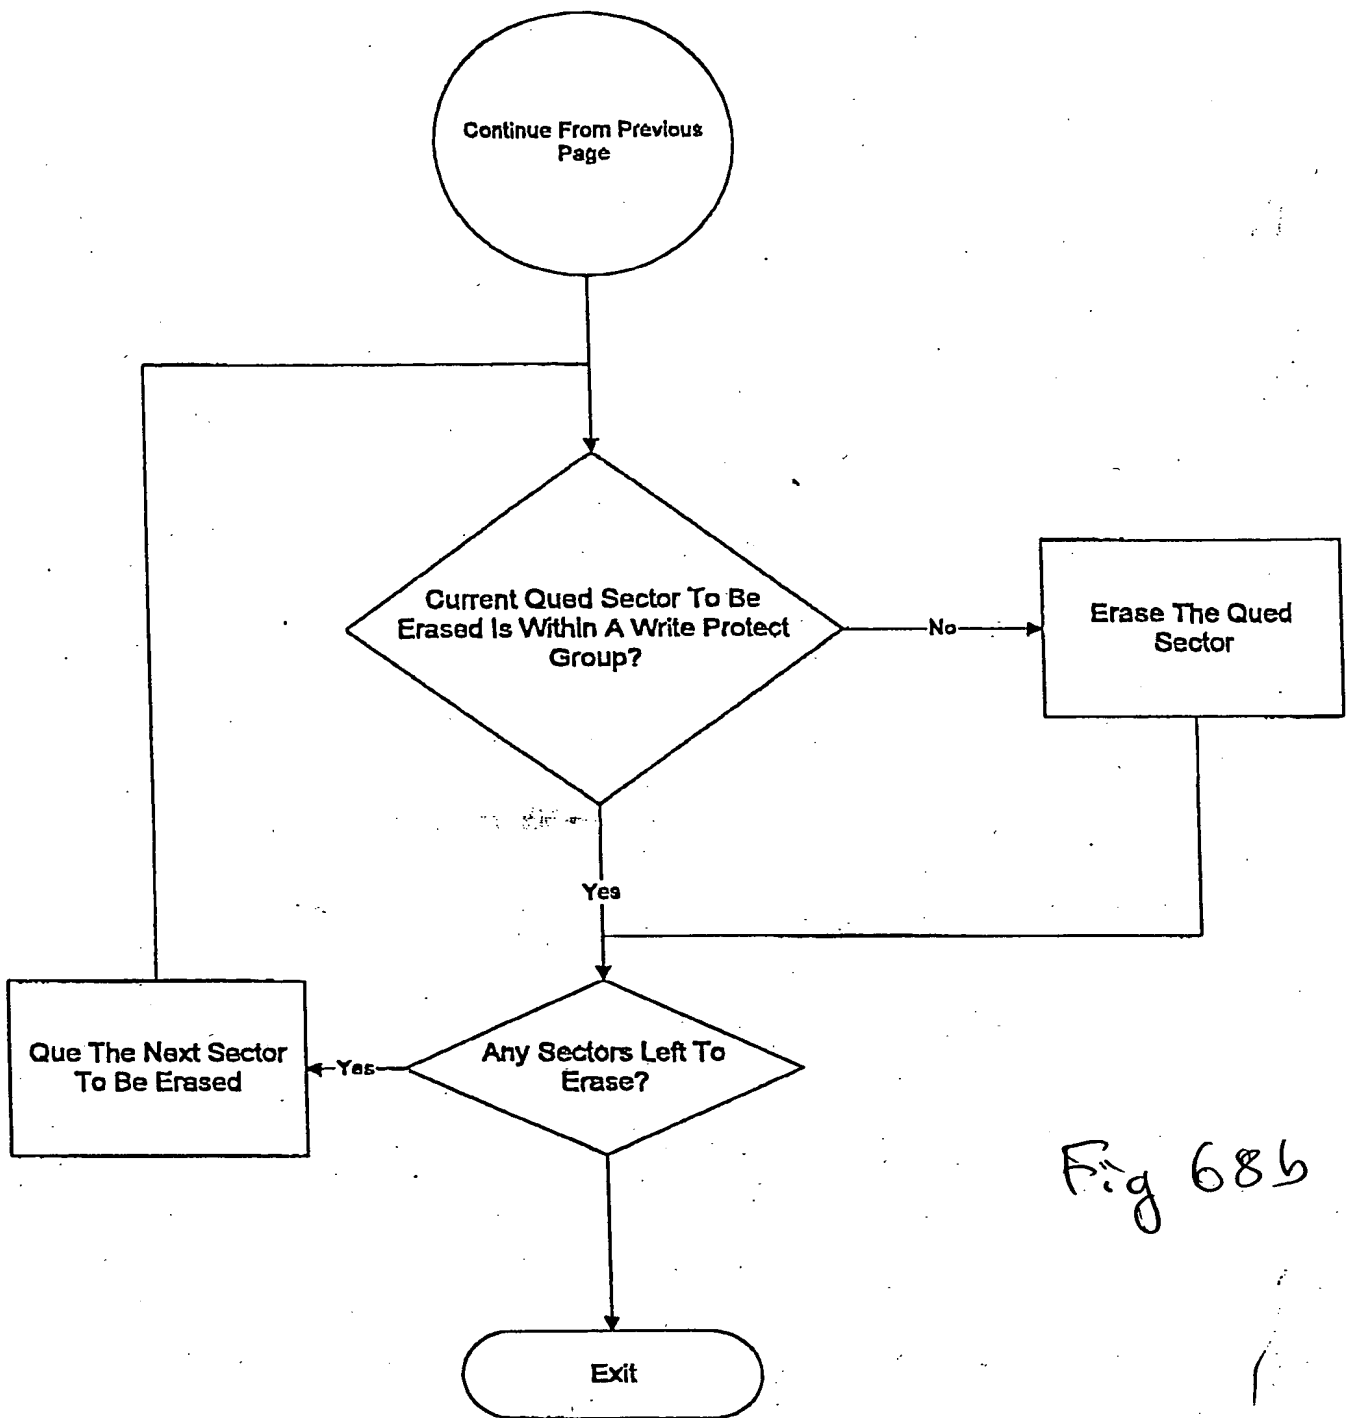 Continue From Previous
Page
Current Qued Sector To Be
Erased Is Within A Write Protect
Group?
No
Erase The Qued
Sector
Yes
Any Sectors Left To
Erase?
Yes
Que The Next Sector
To Be Erased
Exit
Fig 68b